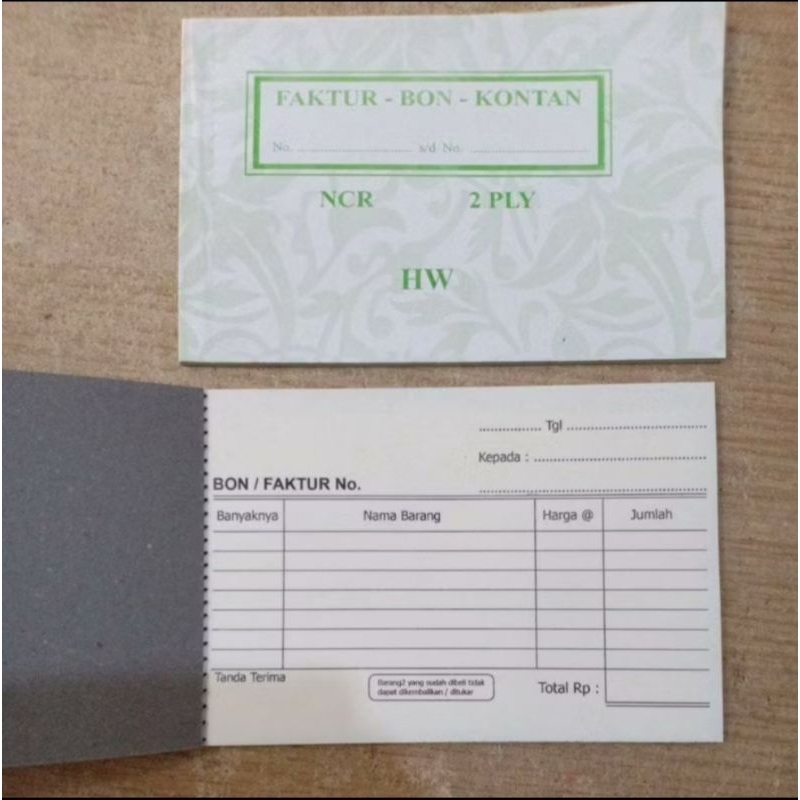 FAKTUR - BON - KONTAN
No. .............................. s/d No. ..............................
NCR 2 PLY
HW
................ Tgl ....................................
Kepada : ............................................
............................................................
BON / FAKTUR No.
Banyaknya Nama Barang Harga @ Jumlah
Tanda Terima
Barang2 yang sudah dibeli tidak
dapat dikembalikan / ditukar
Total Rp :